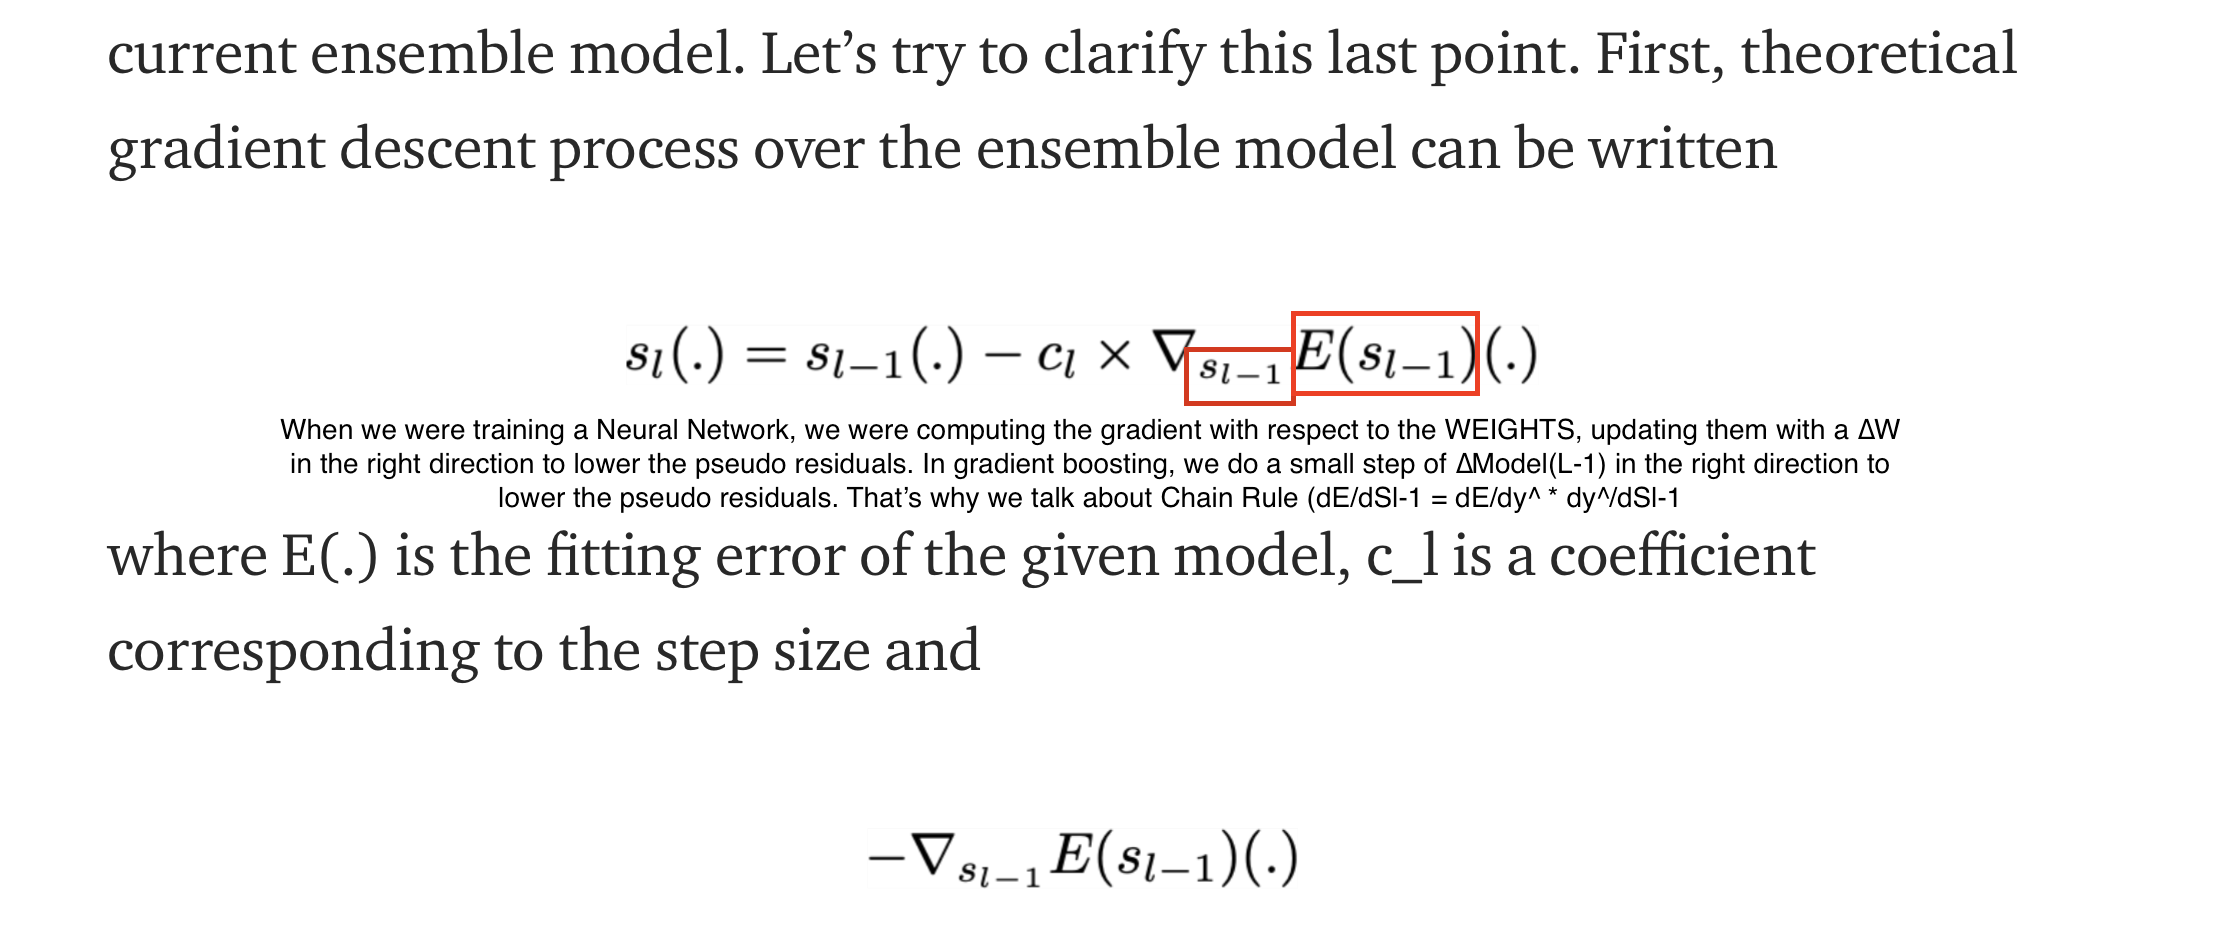 current ensemble model. Let’s try to clarify this last point. First, theoretical
gradient descent process over the ensemble model can be written
s_l(.) = s_{l−1}(.) − c_l × ∇_{s_{l−1}} E(s_{l−1})(.)
When we were training a Neural Network, we were computing the gradient with respect to the WEIGHTS, updating them with a ΔW
in the right direction to lower the pseudo residuals. In gradient boosting, we do a small step of ΔModel(L-1) in the right direction to
lower the pseudo residuals. That’s why we talk about Chain Rule (dE/dSl-1 = dE/dy^ * dy^/dSl-1
where E(.) is the fitting error of the given model, c_l is a coefficient
corresponding to the step size and
−∇_{s_{l−1}} E(s_{l−1})(.)